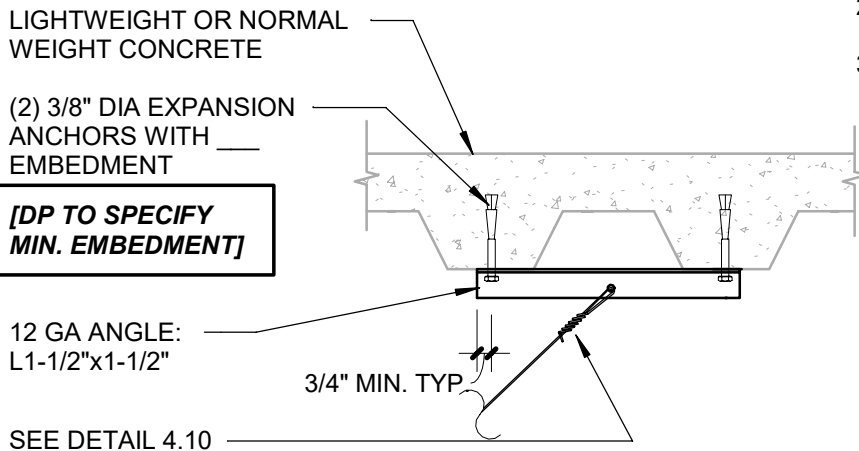 LIGHTWEIGHT OR NORMAL
WEIGHT CONCRETE
(2) 3/8" DIA EXPANSION
ANCHORS WITH ___
EMBEDMENT
[DP TO SPECIFY
MIN. EMBEDMENT]
12 GA ANGLE:
L1-1/2"x1-1/2"
3/4" MIN. TYP.
SEE DETAIL 4.10